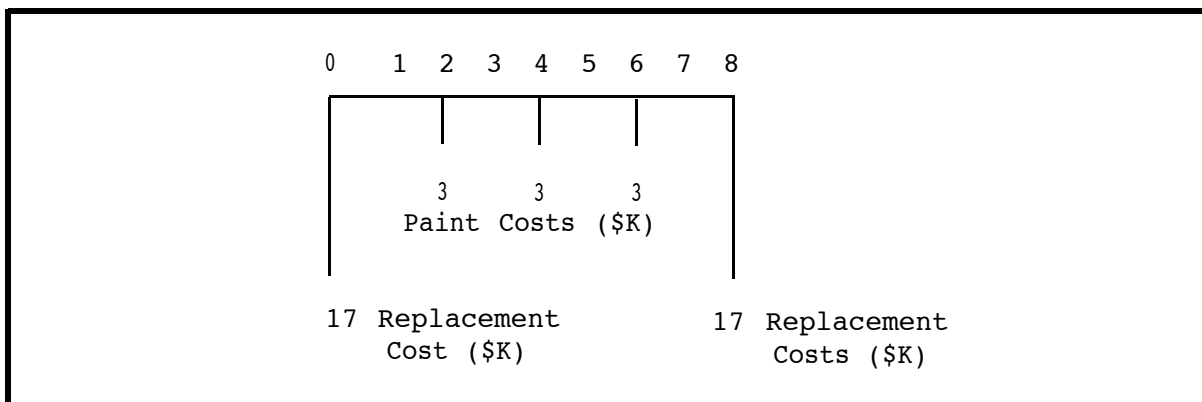 0 1 2 3 4 5 6 7 8
3 3 3
Paint Costs ($K)
17 Replacement
Cost ($K)
17 Replacement
Costs ($K)